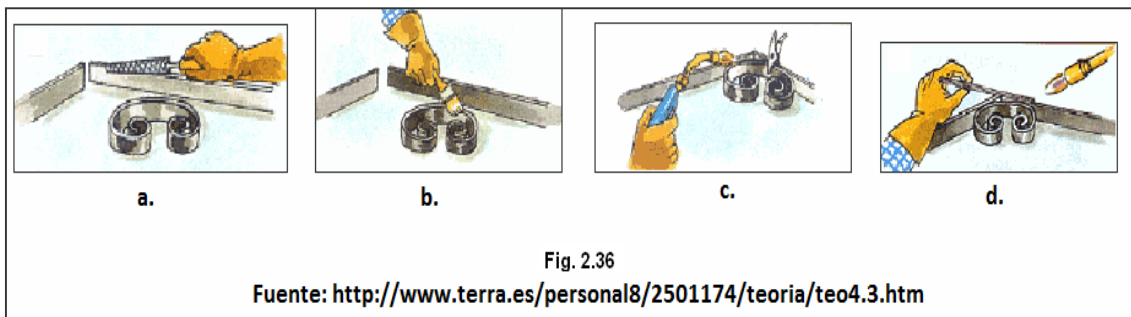 a.
b.
c.
d.
Fig. 2.36
Fuente: http://www.terra.es/personal8/2501174/teoria/teo4.3.htm